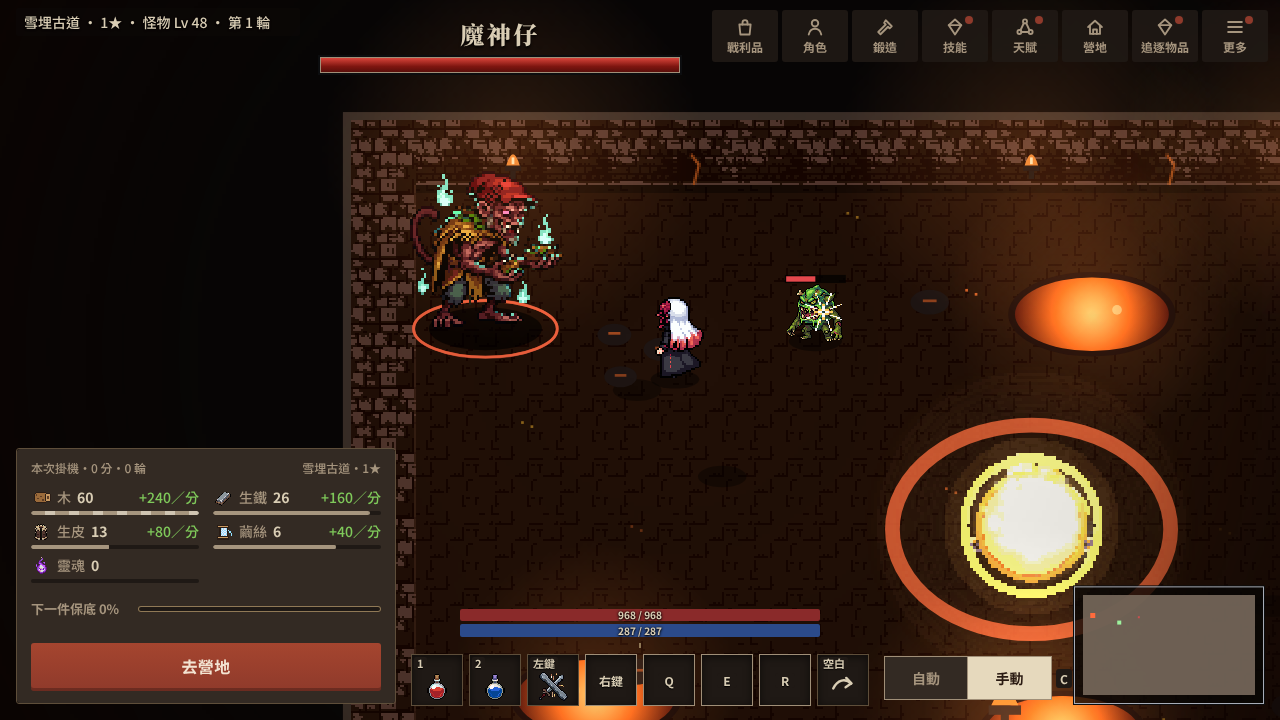 雪埋古道 · 1★ · 怪物 Lv 48 · 第 1 輪
魔神仔
戰利品
角色
鍛造
技能
天賦
營地
追逐物品
更多
本次掛機・0 分・0 輪
雪埋古道・1★
木 60 +240／分
生鐵 26 +160／分
生皮 13 +80／分
繭絲 6 +40／分
靈魂 0
下一件保底 0%
去營地
968 / 968
287 / 287
1
2
左鍵
右鍵
Q
E
R
空白
自動
手動
C